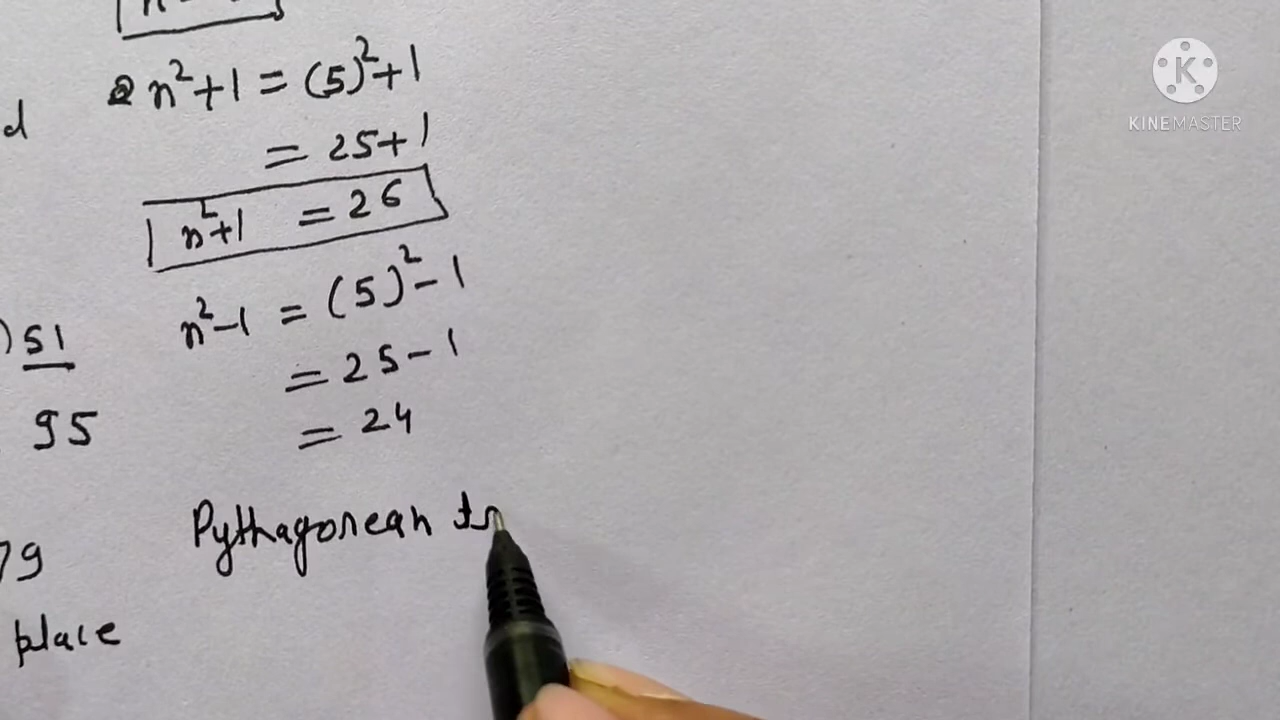 n²+1 = (5)²+1
= 25+1
n²+1 = 26
n²-1 = (5)²-1
= 25-1
= 24
Pythagorean
d
51
95
79
place
KINEMASTER